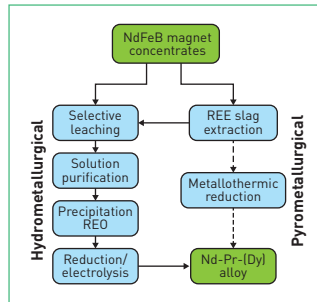 NdFeB magnet
concentrates
Hydrometallurgical
Selective
leaching
REE slag
extraction
Pyrometallurgical
Solution
purification
Metallothermic
reduction
Precipitation
REO
Reduction/
electrolysis
Nd-Pr-(Dy)
alloy